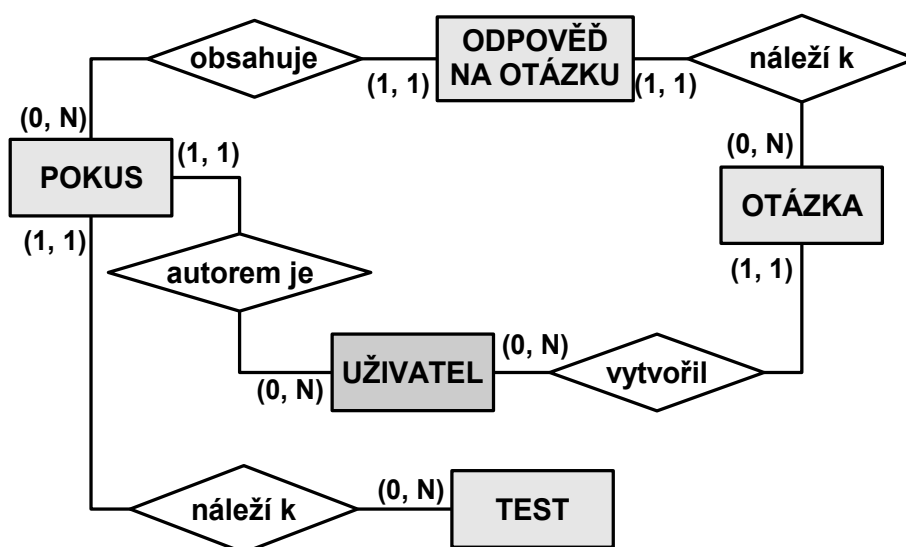 obsahuje
ODPOVĚĎ
NA OTÁZKU
náleží k
(1, 1)
(1, 1)
(0, N)
(1, 1)
(0, N)
POKUS
OTÁZKA
(1, 1)
(1, 1)
autorem je
(0, N)
UŽIVATEL
(0, N)
vytvořil
(0, N)
TEST
náleží k